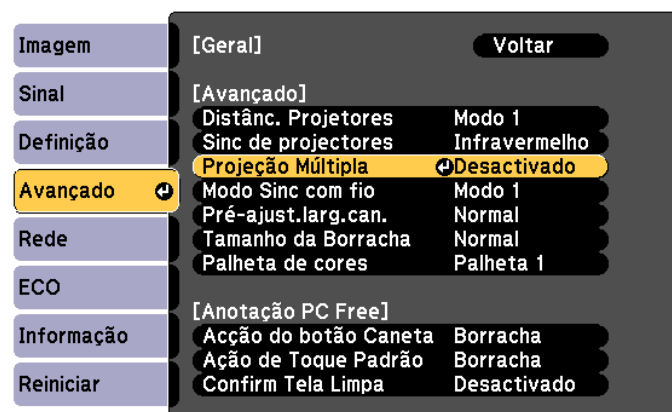 Imagem
Sinal
Definição
Avançado
Rede
ECO
Informação
Reiniciar
[Geral] Voltar
[Avançado]
Distânc. Projetores Modo 1
Sinc de projectores Infravermelho
Projeção Múltipla Desactivado
Modo Sinc com fio Modo 1
Pré-ajust.larg.can. Normal
Tamanho da Borracha Normal
Palheta de cores Palheta 1
[Anotação PC Free]
Acção do botão Caneta Borracha
Ação de Toque Padrão Borracha
Confirm Tela Limpa Desactivado